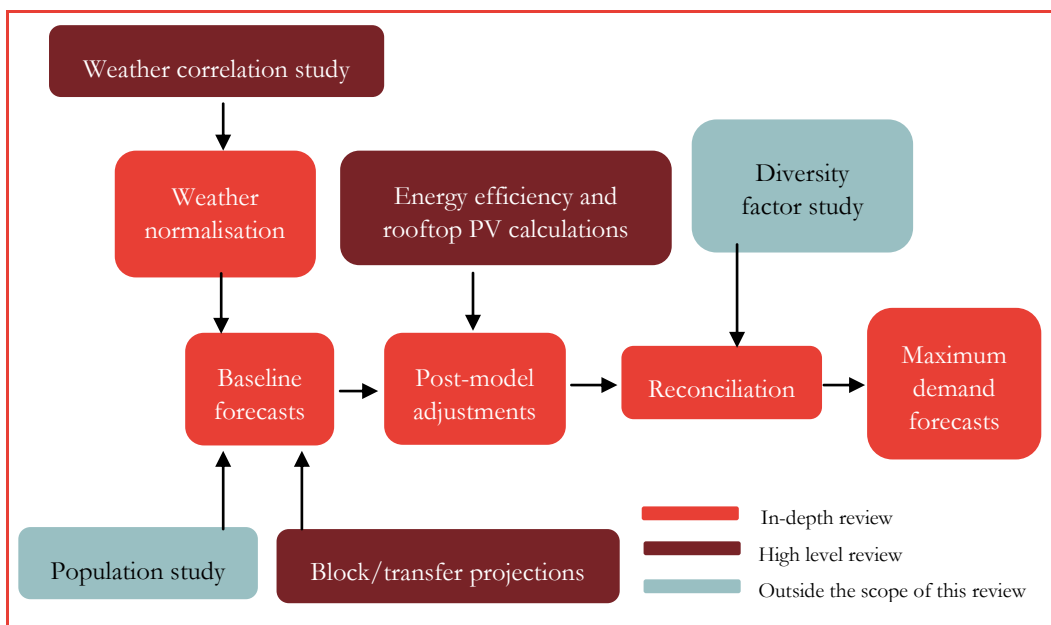 Weather correlation study
Weather
normalisation
Energy efficiency and
rooftop PV calculations
Diversity
factor study
Baseline
forecasts
Post-model
adjustments
Reconciliation
Maximum
demand
forecasts
Population study
Block/transfer projections
In-depth review
High level review
Outside the scope of this review